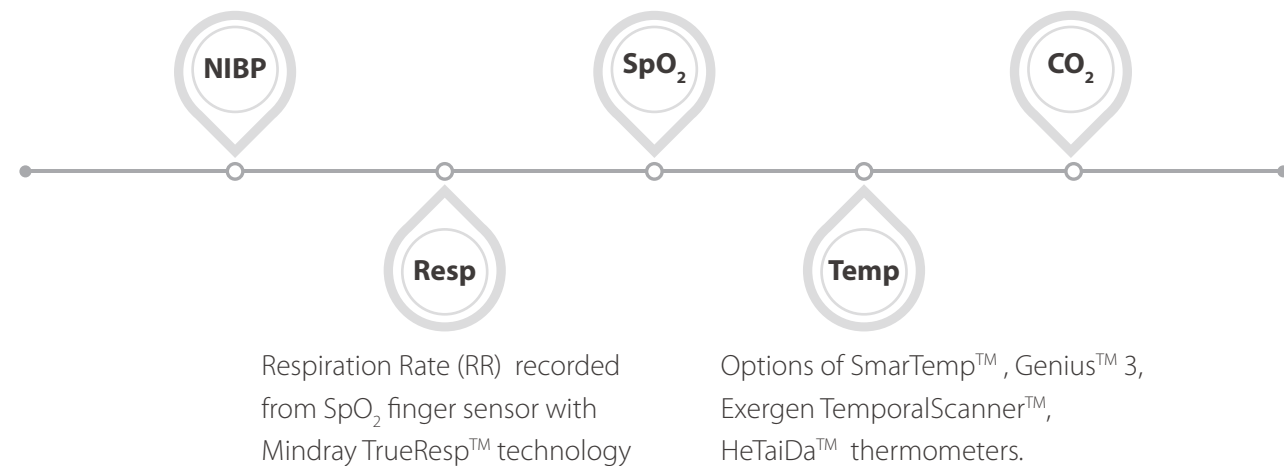 NIBP
SpO₂
CO₂
Resp
Temp
Respiration Rate (RR) recorded
from SpO₂ finger sensor with
Mindray TrueResp™ technology
Options of SmarTemp™ , Genius™ 3,
Exergen TemporalScanner™,
HeTaiDa™ thermometers.